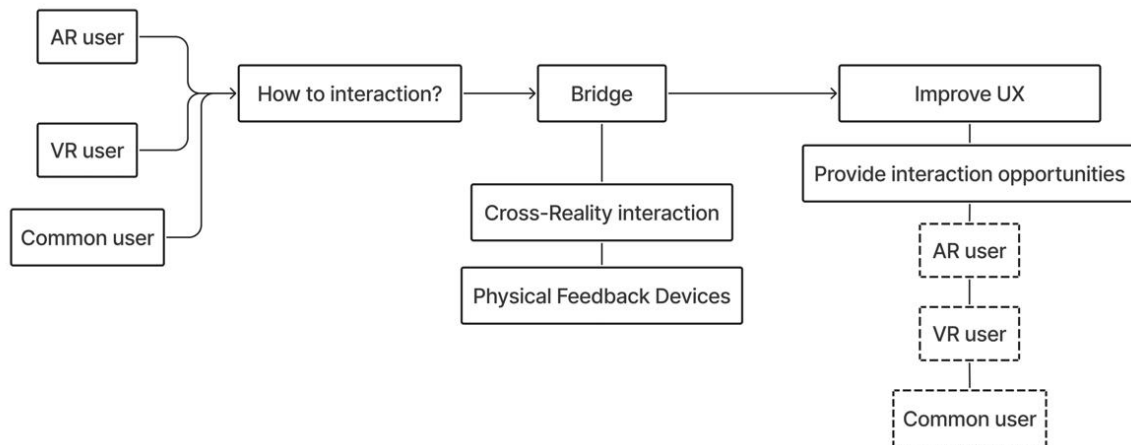 AR user
VR user
Common user
How to interaction?
Bridge
Cross-Reality interaction
Physical Feedback Devices
Improve UX
Provide interaction opportunities
AR user
VR user
Common user